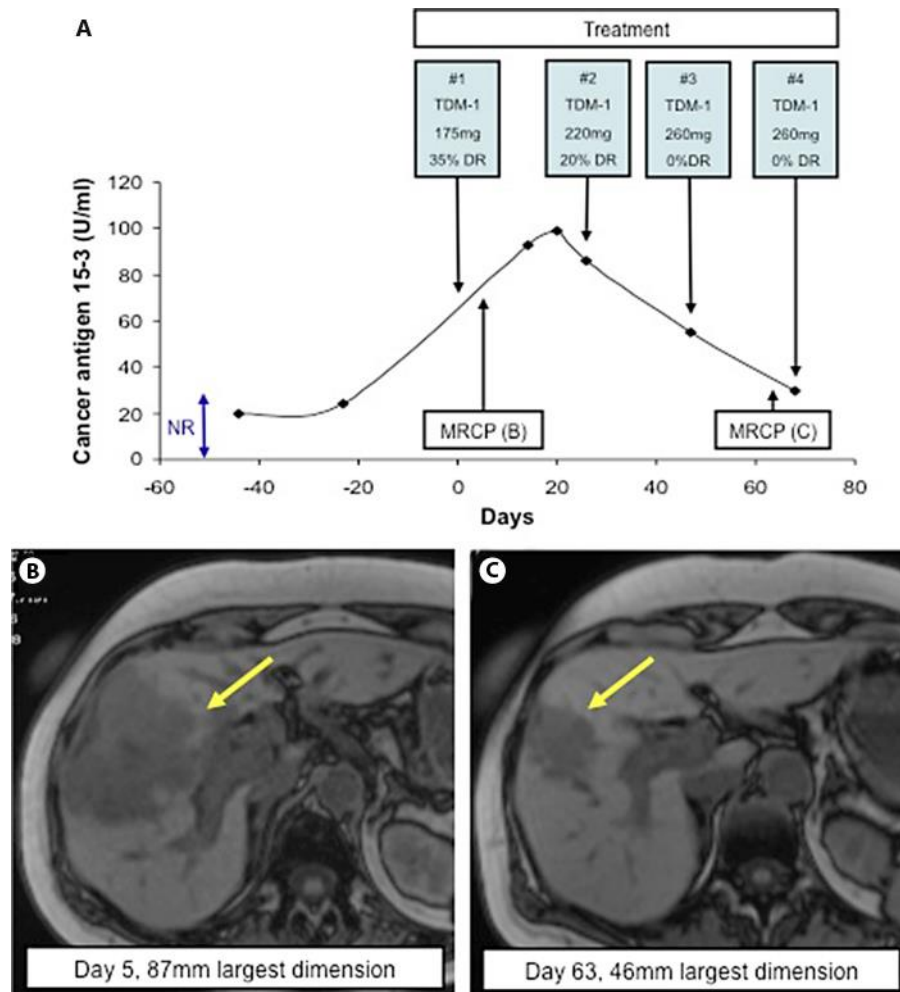 A
Treatment
#1
TDM-1
175mg
35% DR
#2
TDM-1
220mg
20% DR
#3
TDM-1
260mg
0%DR
#4
TDM-1
260mg
0% DR
Cancer antigen 15-3 (U/ml)
120
100
80
60
40
20
0
NR
MRCP (B)
MRCP (C)
-60
-40
-20
0
20
40
60
80
Days
B
C
Day 5, 87mm largest dimension
Day 63, 46mm largest dimension